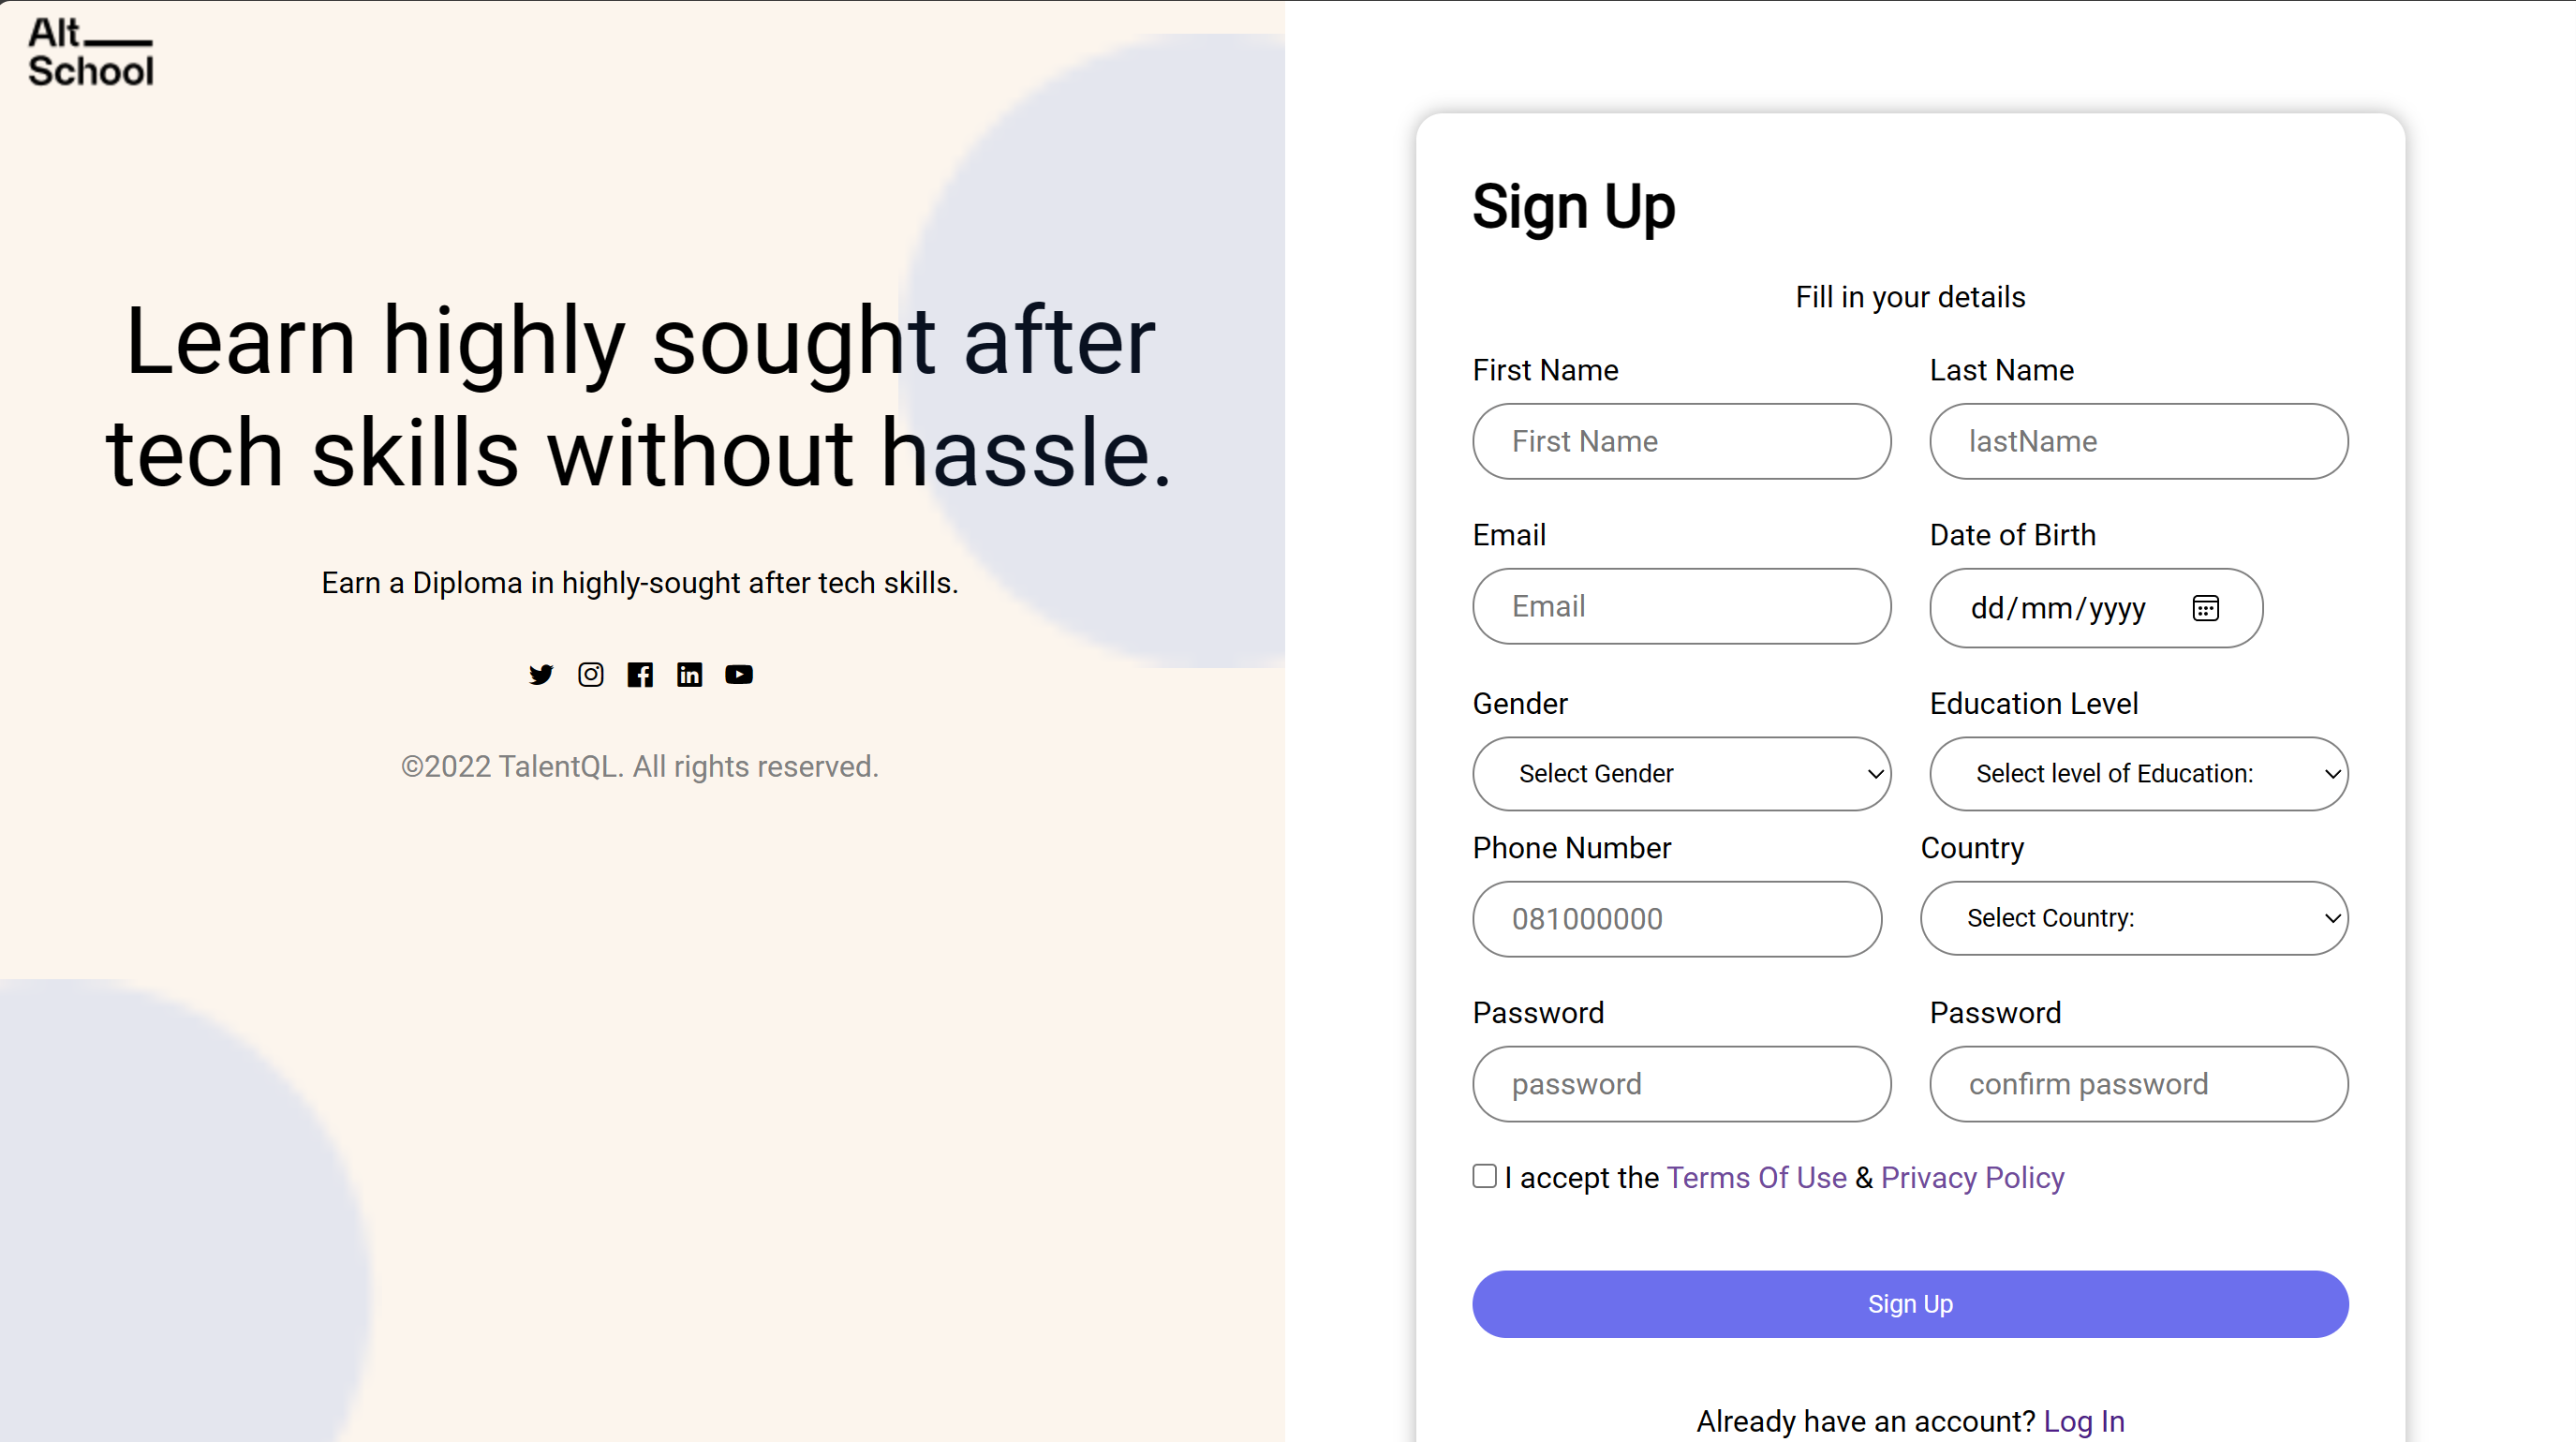 Alt
School
Learn highly sought after
tech skills without hassle.
Earn a Diploma in highly-sought after tech skills.
©2022 TalentQL. All rights reserved.
Sign Up
Fill in your details
First Name
Last Name
First Name
lastName
Email
Date of Birth
Email
dd/mm/yyyy
Gender
Education Level
Select Gender
Select level of Education:
Phone Number
Country
081000000
Select Country:
Password
Password
password
confirm password
I accept the Terms Of Use & Privacy Policy
Sign Up
Already have an account? Log In